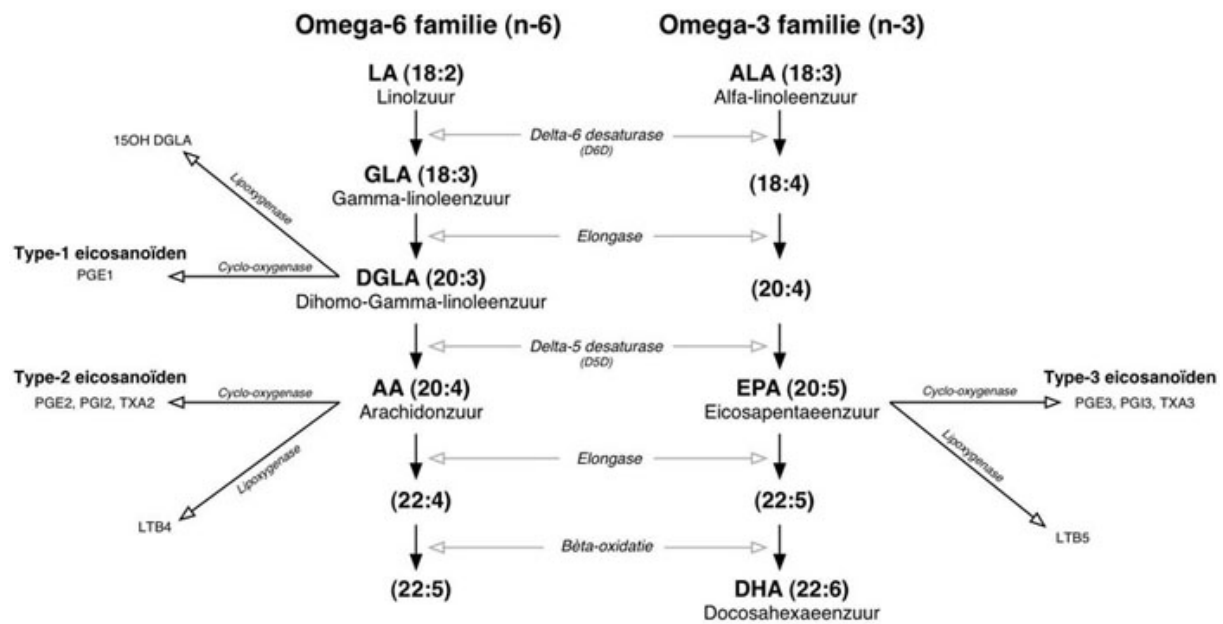 Omega-6 familie (n-6)
Omega-3 familie (n-3)
LA (18:2)
Linolzuur
ALA (18:3)
Alfa-linoleenzuur
Delta-6 desaturase
(D6D)
15OH DGLA
Lipoxygenase
GLA (18:3)
Gamma-linoleenzuur
(18:4)
Elongase
Type-1 eicosanoïden
PGE1
Cyclo-oxygenase
DGLA (20:3)
Dihomo-Gamma-linoleenzuur
(20:4)
Delta-5 desaturase
(D5D)
Type-2 eicosanoïden
PGE2, PGI2, TXA2
Cyclo-oxygenase
AA (20:4)
Arachidonzuur
EPA (20:5)
Eicosapentaeenzuur
Cyclo-oxygenase
Type-3 eicosanoïden
PGE3, PGI3, TXA3
Lipoxygenase
Elongase
Lipoxygenase
LTB4
(22:4)
(22:5)
LTB5
Bèta-oxidatie
(22:5)
DHA (22:6)
Docosahexaeenzuur